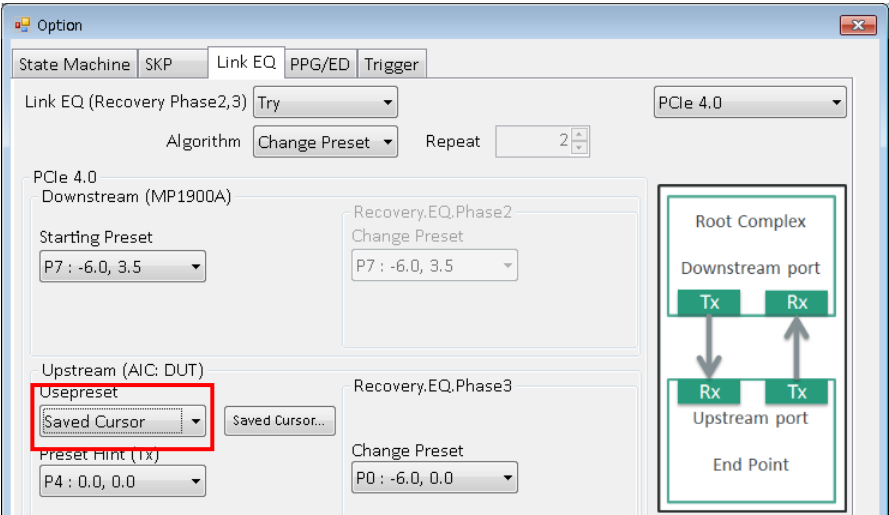 Option
State Machine SKP Link EQ PPG/ED Trigger
Link EQ (Recovery Phase2,3) Try PCIe 4.0
Algorithm Change Preset Repeat 2
PCIe 4.0
Downstream (MP1900A)
Recovery.EQ.Phase2
Starting Preset Change Preset
P7 : -6.0, 3.5 P7 : -6.0, 3.5
Upstream (AIC: DUT)
Usepreset Recovery.EQ.Phase3
Saved Cursor Saved Cursor...
Preset Hint (Tx) Change Preset
P4 : 0.0, 0.0 P0 : -6.0, 0.0
Root Complex
Downstream port
Tx Rx
Rx Tx
Upstream port
End Point